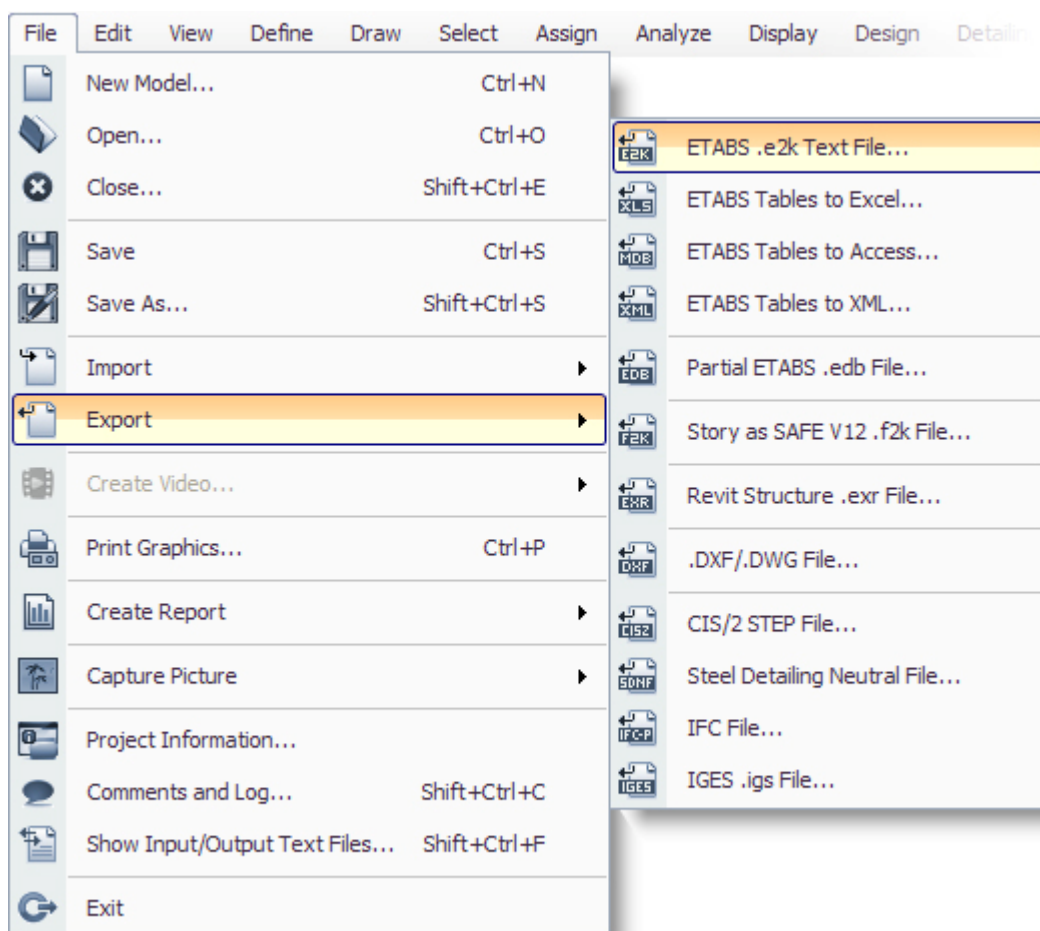 File Edit View Define Draw Select Assign Analyze Display Design Detailin
New Model... Ctrl+N
Open... Ctrl+O
Close... Shift+Ctrl+E
Save Ctrl+S
Save As... Shift+Ctrl+S
Import
Export
Create Video...
Print Graphics... Ctrl+P
Create Report
Capture Picture
Project Information...
Comments and Log... Shift+Ctrl+C
Show Input/Output Text Files... Shift+Ctrl+F
Exit
E2K ETABS .e2k Text File...
XLS ETABS Tables to Excel...
MDB ETABS Tables to Access...
XML ETABS Tables to XML...
EDB Partial ETABS .edb File...
F2K Story as SAFE V12 .f2k File...
EXR Revit Structure .exr File...
DXF .DXF/.DWG File...
CIS2 CIS/2 STEP File...
SDNF Steel Detailing Neutral File...
IFC-P IFC File...
IGES IGES .igs File...